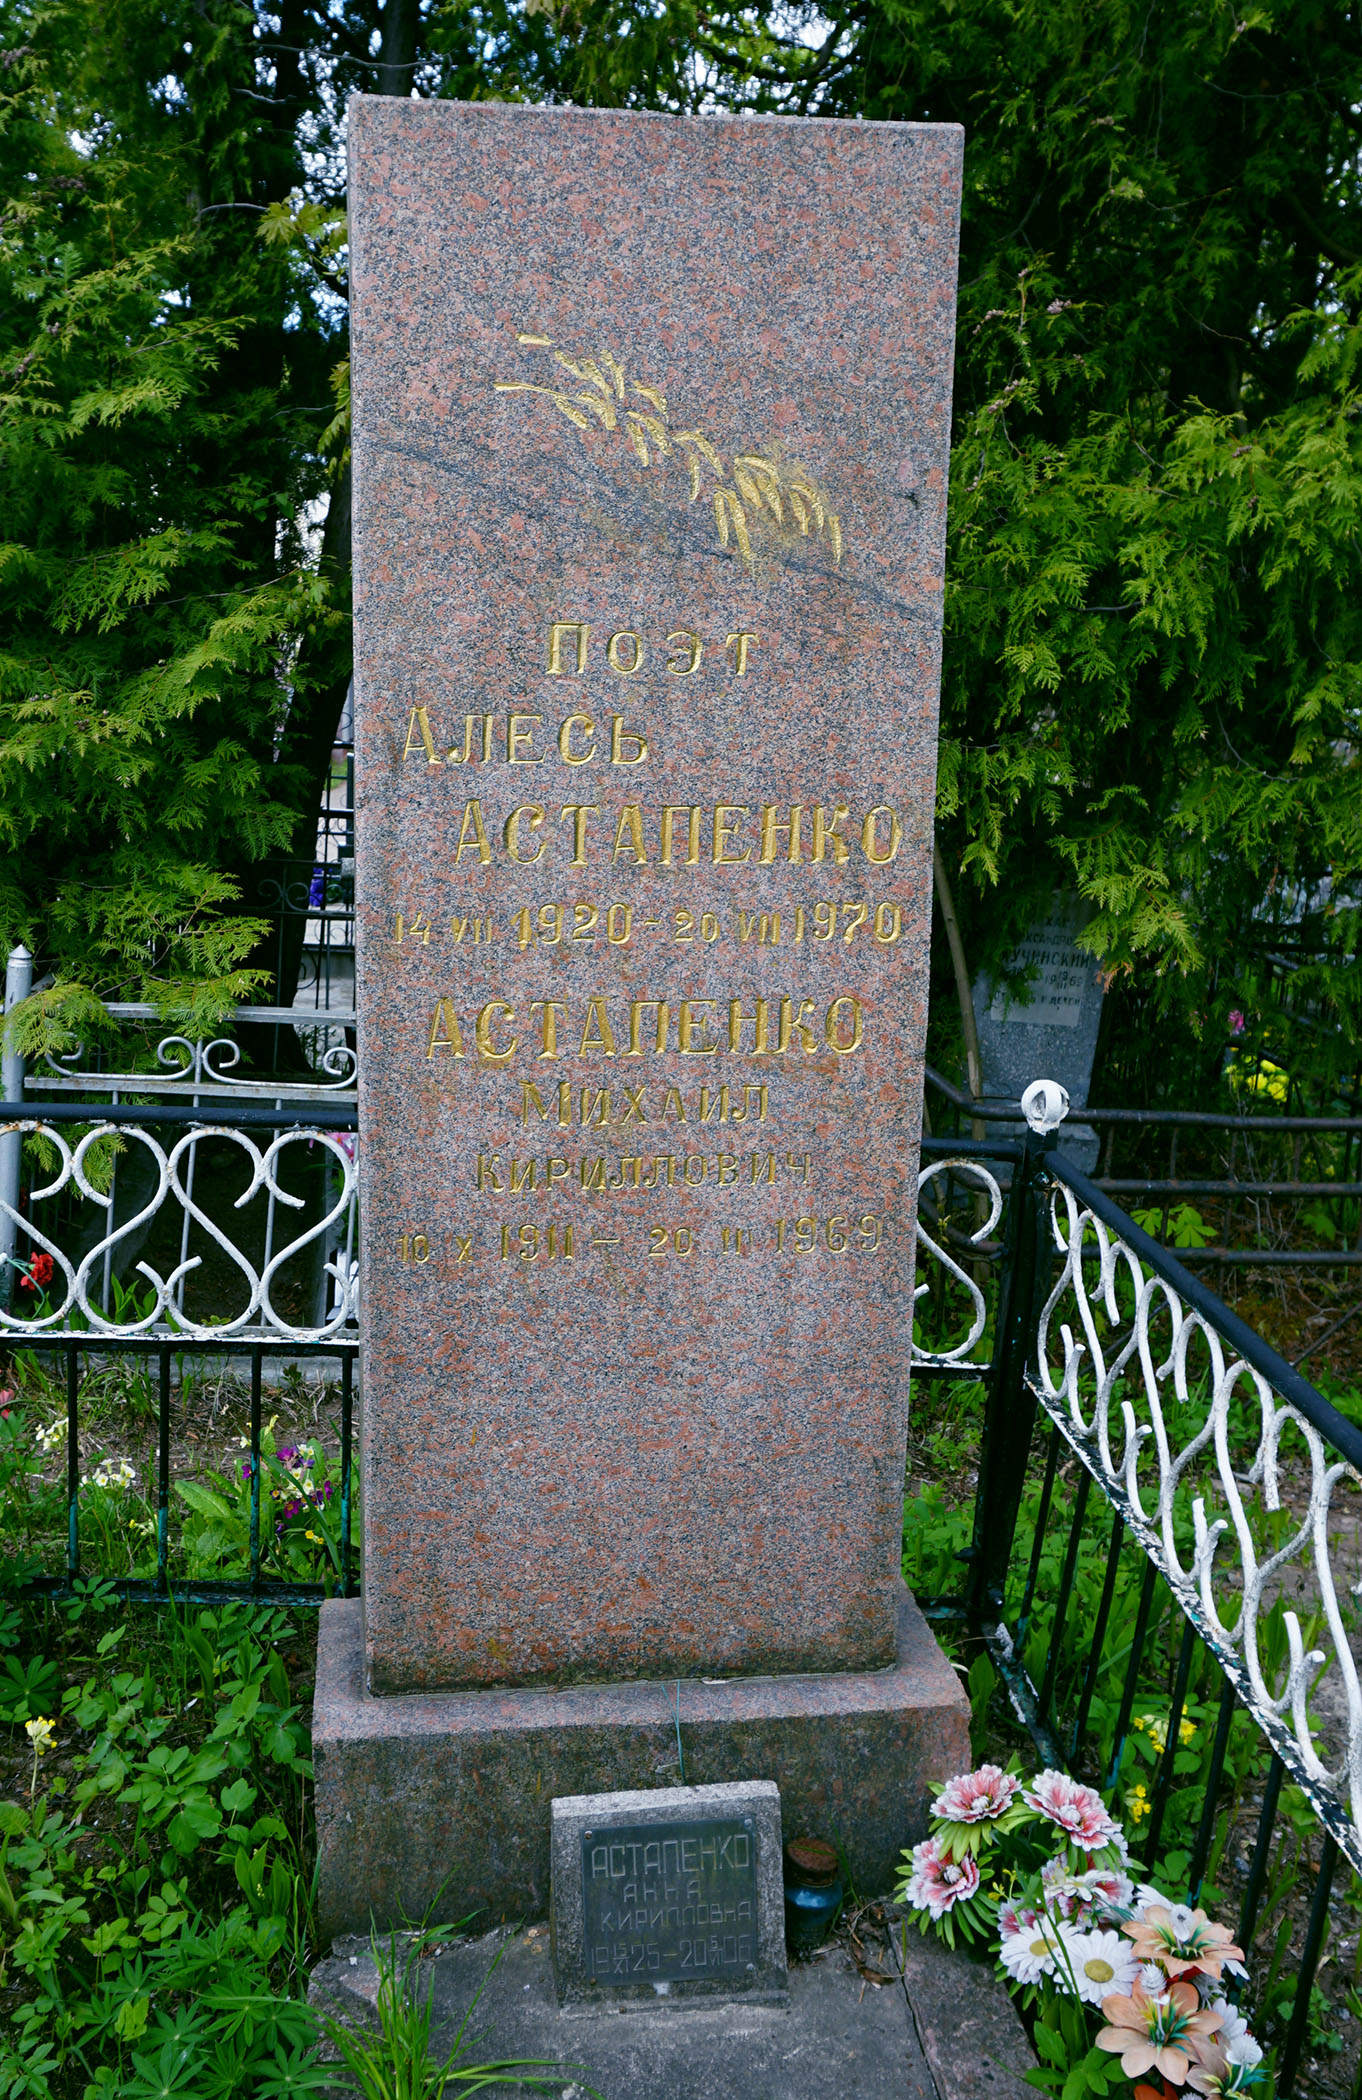 Поэт
Алесь
Астапенко
14 VII 1920 - 20 VII 1970
Астапенко
Михаил
Кириллович
10 X 1911 — 20 II 1969
АСТАПЕНКО
АННА
КИРИЛЛОВНА
УЧИНСКИЙ